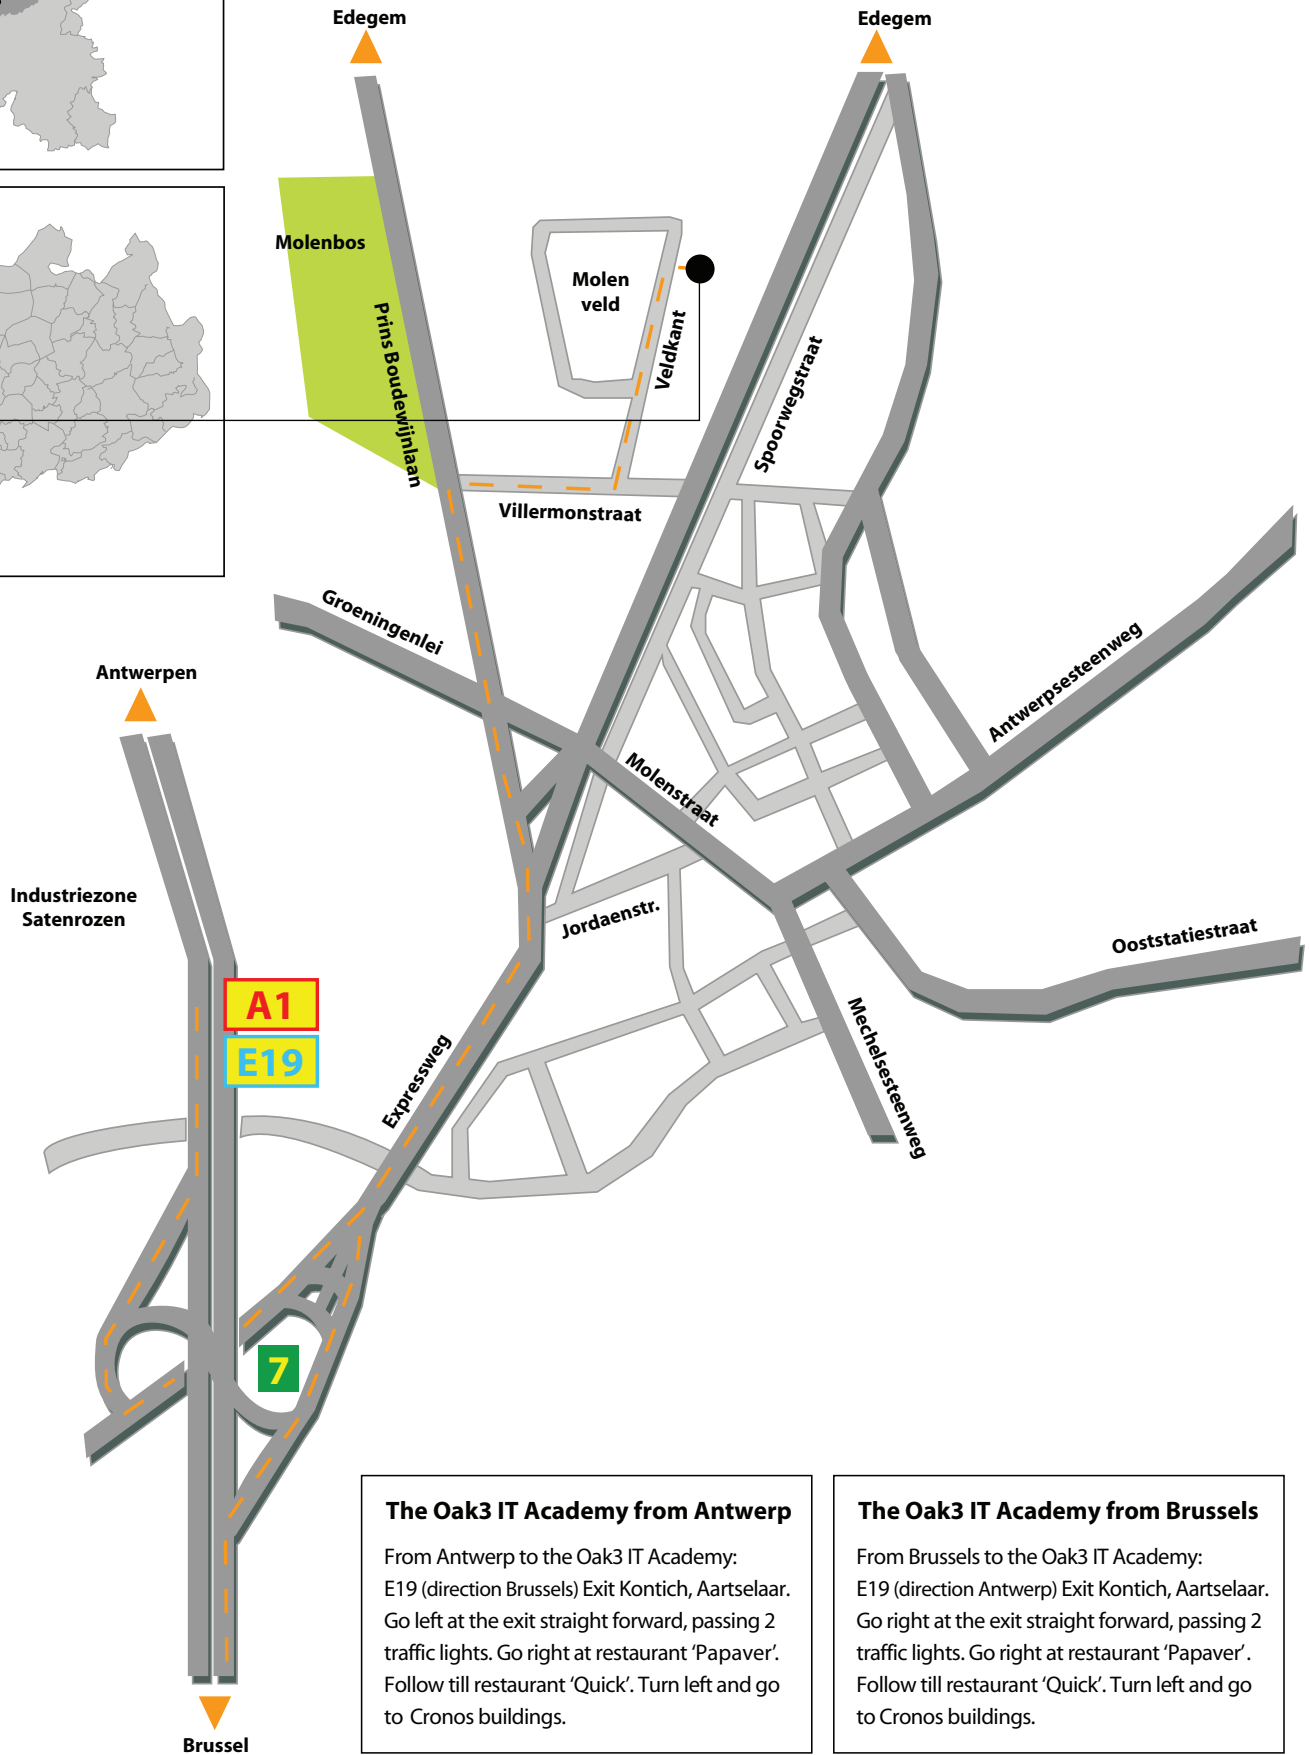 Edegem
Edegem
Molenbos
Molen
veld
Prins Boudewijnlaan
Veldkant
Spoorwegstraat
Villermonstraat
Groeningenlei
Antwerpen
Antwerpsesteenweg
Molenstraat
Industriezone
Satenrozen
Jordaenstr.
Ooststatiestraat
A1
E19
Expressweg
Mechelsesteenweg
7
Brussel
The Oak3 IT Academy from Antwerp
From Antwerp to the Oak3 IT Academy:
E19 (direction Brussels) Exit Kontich, Aartselaar.
Go left at the exit straight forward, passing 2
traffic lights. Go right at restaurant ‘Papaver’.
Follow till restaurant ‘Quick’. Turn left and go
to Cronos buildings.
The Oak3 IT Academy from Brussels
From Brussels to the Oak3 IT Academy:
E19 (direction Antwerp) Exit Kontich, Aartselaar.
Go right at the exit straight forward, passing 2
traffic lights. Go right at restaurant ‘Papaver’.
Follow till restaurant ‘Quick’. Turn left and go
to Cronos buildings.